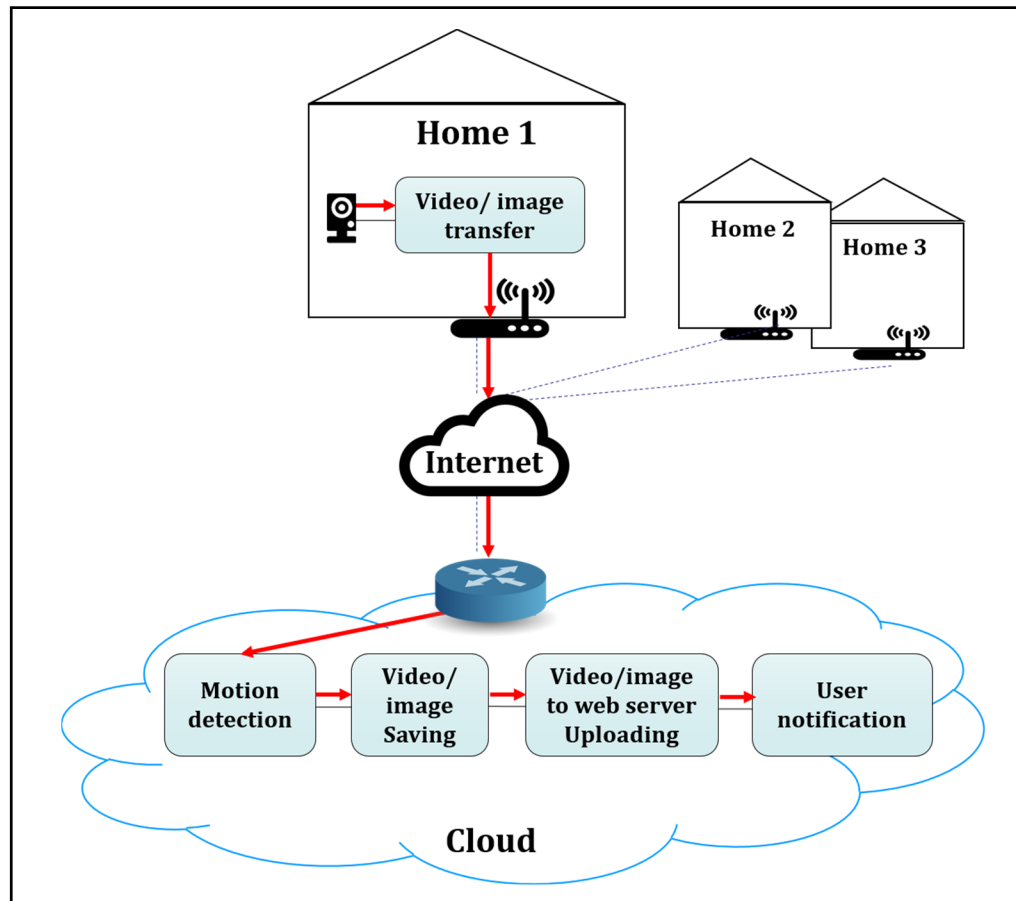 Home 1
Video/ image
transfer
Home 2
Home 3
Internet
Motion
detection
Video/
image
Saving
Video/image
to web server
Uploading
User
notification
Cloud